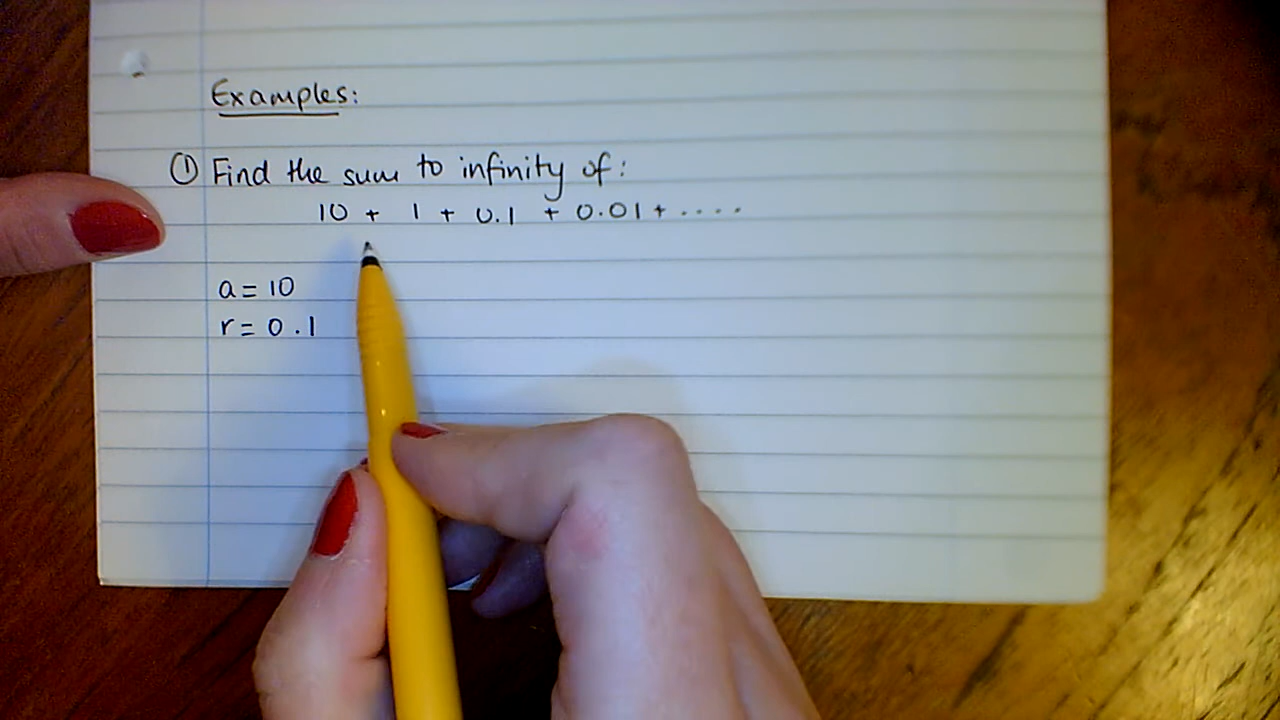 Examples:
① Find the sum to infinity of:
10 + 1 + 0.1 + 0.01 + ....
a = 10
r = 0.1